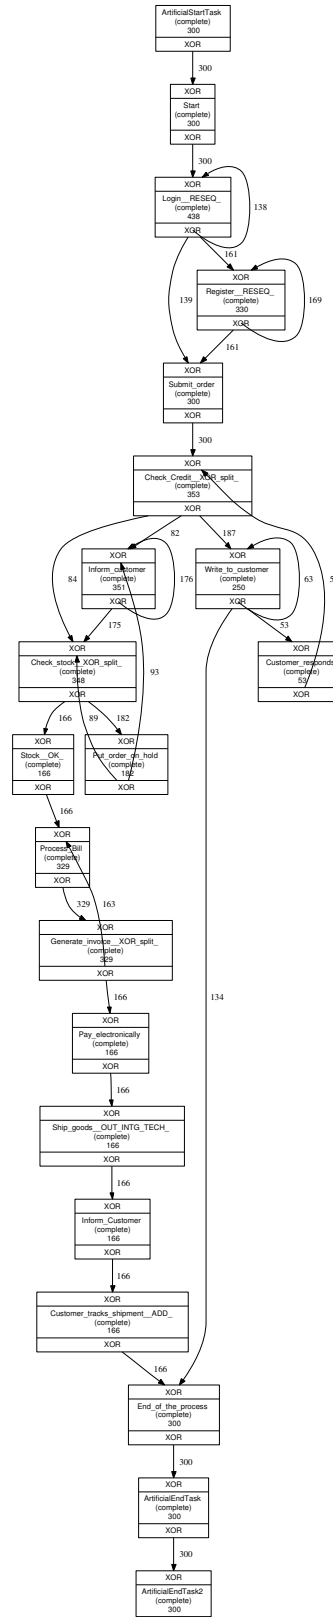 XOR
ArtificialStartTask
(complete)
300
XOR
300
XOR
Start
(complete)
300
XOR
300
XOR
Login__RESEQ_
(complete)
438
XOR
138
161
139
XOR
Register__RESEQ_
(complete)
330
XOR
169
161
XOR
Submit_order
(complete)
300
XOR
300
XOR
Check_Credit__XOR_split_
(complete)
353
XOR
82
187
84
XOR
Inform_customer
(complete)
351
XOR
176
XOR
Write_to_customer
(complete)
250
XOR
63
5
175
93
53
XOR
Check_stock__XOR_split_
(complete)
348
XOR
XOR
Customer_responds
(complete)
53
XOR
166
89
182
XOR
Stock__OK_
(complete)
166
XOR
XOR
Put_order_on_hold
(complete)
182
XOR
166
XOR
Process_Bill
(complete)
329
XOR
329
163
XOR
Generate_invoice__XOR_split_
(complete)
329
XOR
166
134
XOR
Pay_electronically
(complete)
166
XOR
166
XOR
Ship_goods__OUT_INTG_TECH_
(complete)
166
XOR
166
XOR
Inform_Customer
(complete)
166
XOR
166
XOR
Customer_tracks_shipment__ADD_
(complete)
166
XOR
166
XOR
End_of_the_process
(complete)
300
XOR
300
XOR
ArtificialEndTask
(complete)
300
XOR
300
XOR
ArtificialEndTask2
(complete)
300
XOR